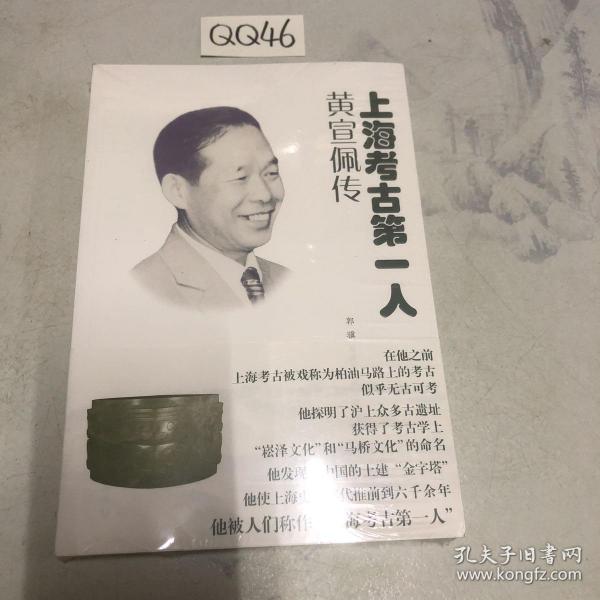 QQ46
上海考古第一人
黄宣佩传
郭骥
在他之前
上海考古被戏称为柏油马路上的考古
似乎无古可考
他探明了沪上众多古遗址
获得了考古学上
“崧泽文化”和“马桥文化”的命名
他发现 中国的土建“金字塔”
他使上海史 代推前到六千余年
他被人们称作 海考古第一人”
孔夫子旧书网
www.kongfz.com